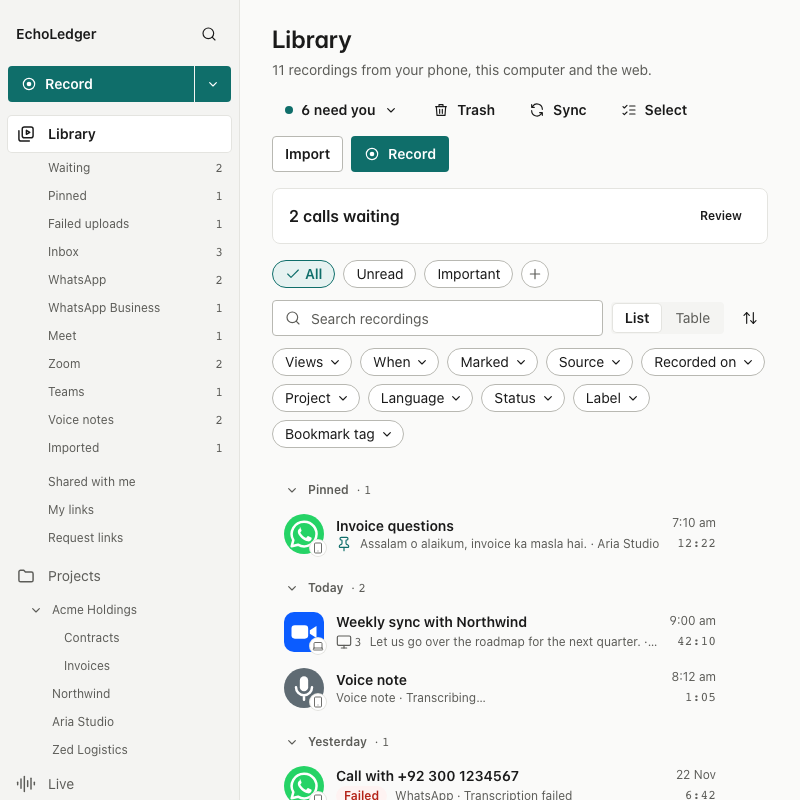 EchoLedger
Record
Library
Waiting 2
Pinned 1
Failed uploads 1
Inbox 3
WhatsApp 2
WhatsApp Business 1
Meet 1
Zoom 2
Teams 1
Voice notes 2
Imported 1
Shared with me
My links
Request links
Projects
Acme Holdings
Contracts
Invoices
Northwind
Aria Studio
Zed Logistics
Live
Library
11 recordings from your phone, this computer and the web.
6 need you Trash Sync Select
Import Record
2 calls waiting Review
All Unread Important
Search recordings List Table
Views When Marked Source Recorded on
Project Language Status Label
Bookmark tag
Pinned · 1
Invoice questions 7:10 am
Assalam o alaikum, invoice ka masla hai. · Aria Studio 12:22
Today · 2
Weekly sync with Northwind 9:00 am
3 Let us go over the roadmap for the next quarter. ·... 42:10
Voice note 8:12 am
Voice note · Transcribing... 1:05
Yesterday · 1
Call with +92 300 1234567 22 Nov
Failed WhatsApp · Transcription failed 6:42